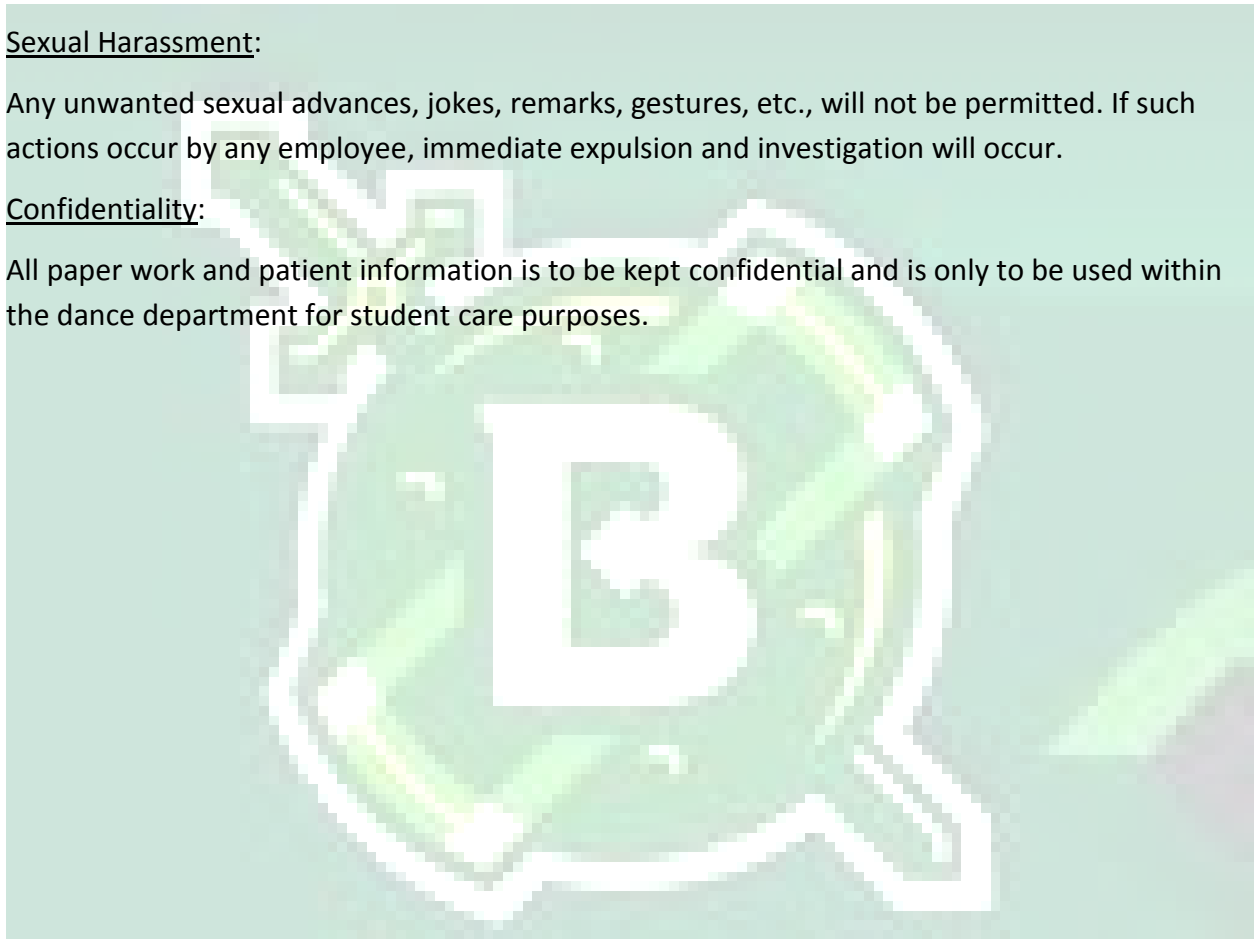 Sexual Harassment:
Any unwanted sexual advances, jokes, remarks, gestures, etc., will not be permitted. If such
actions occur by any employee, immediate expulsion and investigation will occur.
Confidentiality:
All paper work and patient information is to be kept confidential and is only to be used within
the dance department for student care purposes.
B